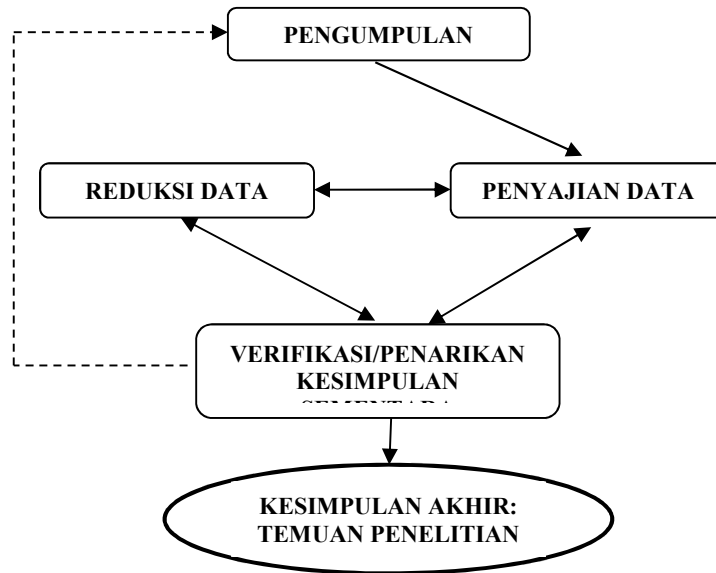 PENGUMPULAN
REDUKSI DATA
PENYAJIAN DATA
VERIFIKASI/PENARIKAN
KESIMPULAN
KESIMPULAN AKHIR:
TEMUAN PENELITIAN